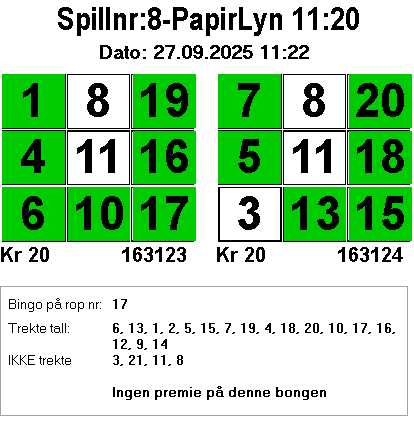 Spillnr:8-PapirLyn 11:20
Dato: 27.09.2025 11:22
1 8 19 7 8 20
4 11 16 5 11 18
6 10 17 3 13 15
Kr 20 163123 Kr 20 163124
Bingo på rop nr: 17
Trekte tall: 6, 13, 1, 2, 5, 15, 7, 19, 4, 18, 20, 10, 17, 16,
12, 9, 14
IKKE trekte 3, 21, 11, 8
Ingen premie på denne bongen